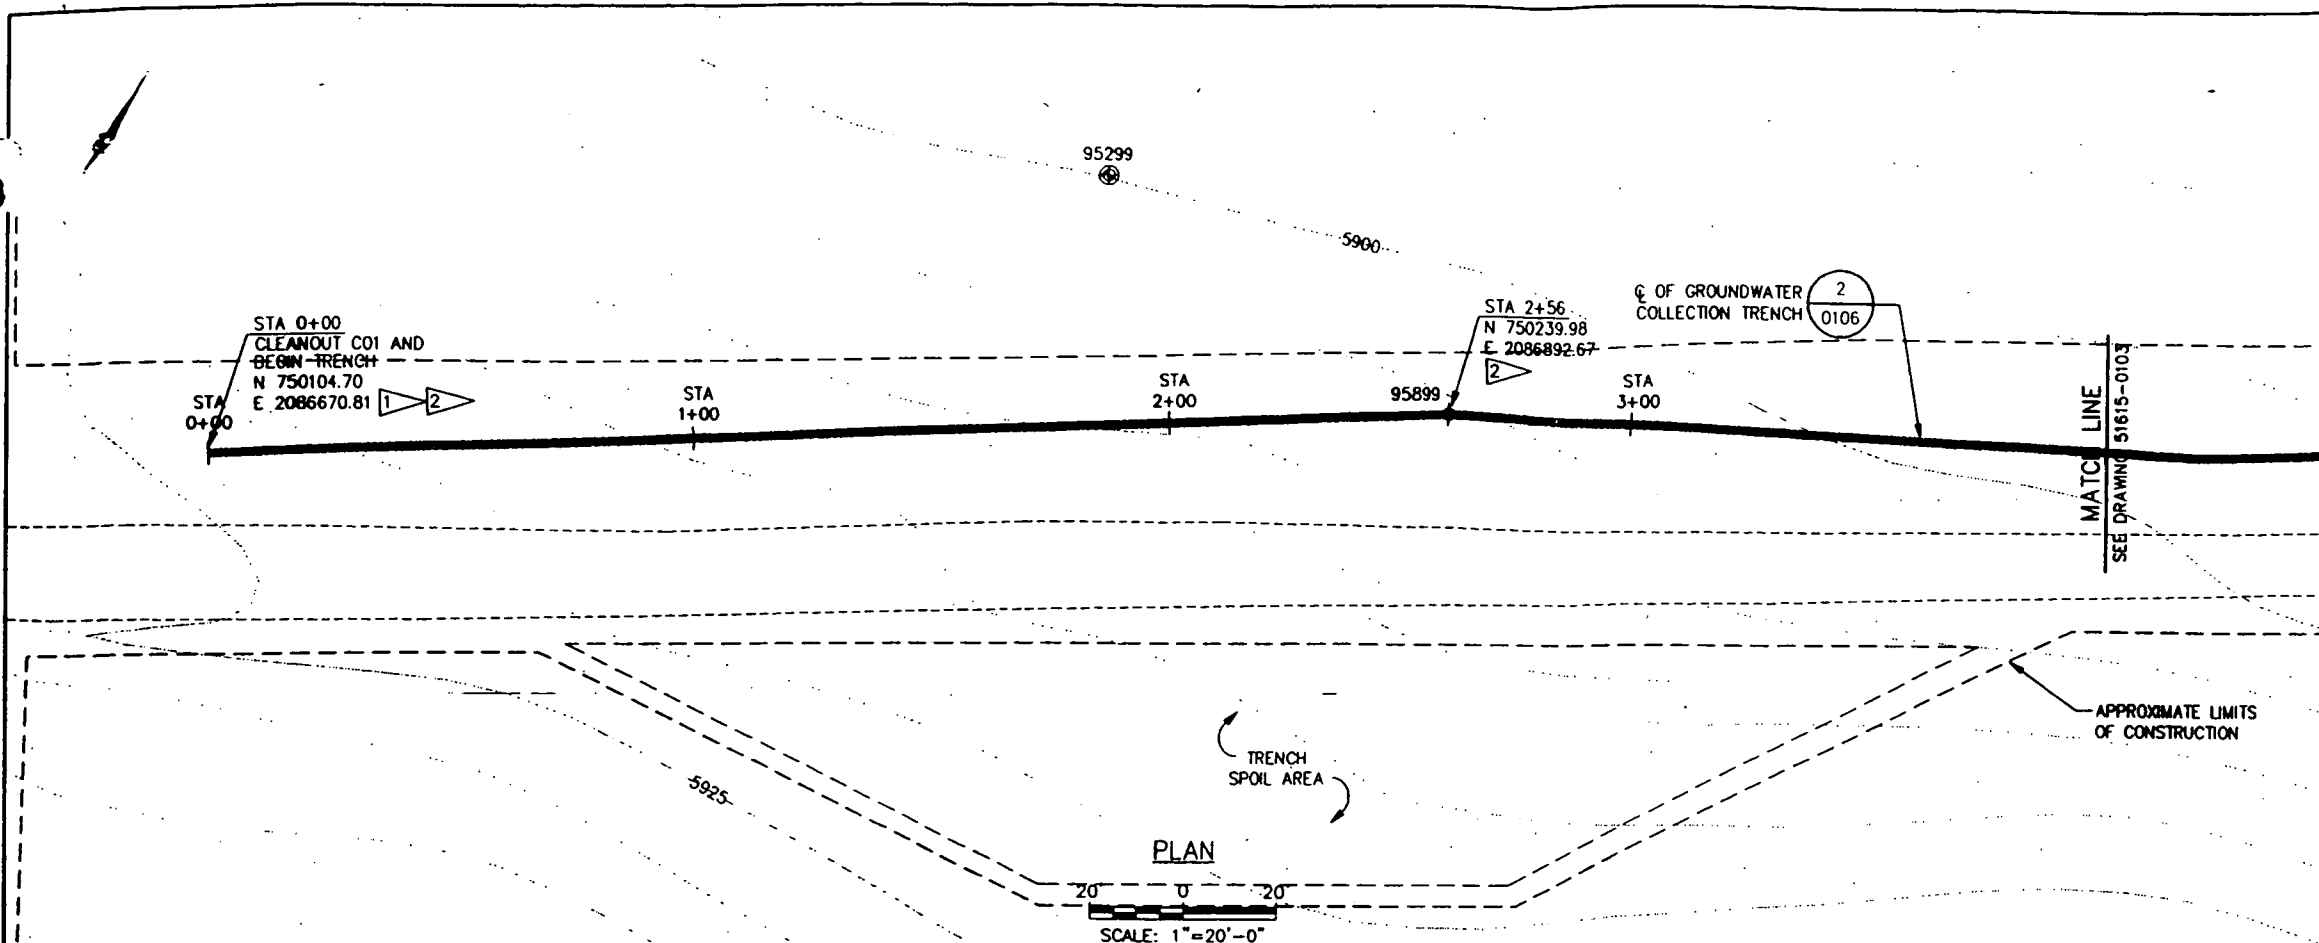 95299
5900
STA 0+00
CLEANOUT CO1 AND
BEGIN TRENCH
N 750104.70
E 2086670.81 1 2
STA
0+00
STA
1+00
STA
2+00
95899
STA 2+56
N 750239.98
E 2086892.67
2
STA
3+00
℄ OF GROUNDWATER
COLLECTION TRENCH
2
0106
MATCH LINE
SEE DRAWING 51615-0103
APPROXIMATE LIMITS
OF CONSTRUCTION
TRENCH
SPOIL AREA
5925
PLAN
20 0 20
SCALE: 1"=20'-0"